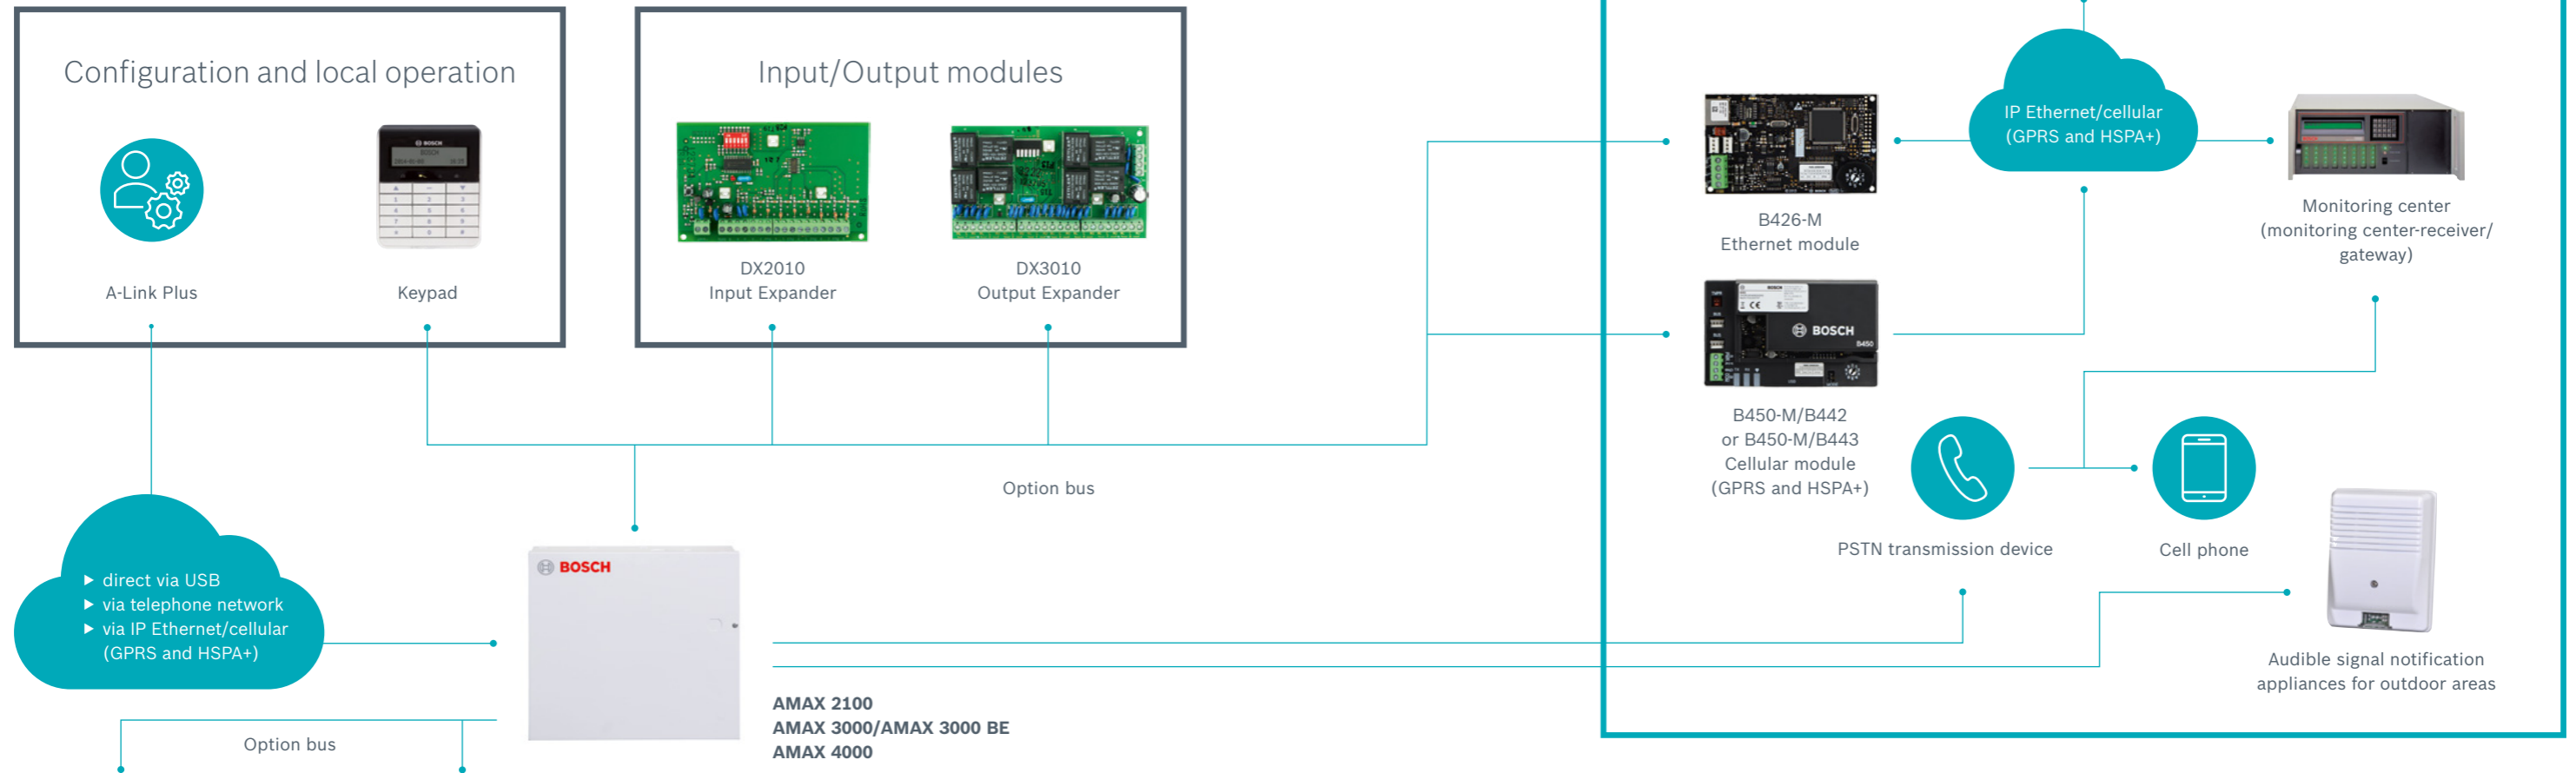 Configuration and local operation
A-Link Plus
BOSCH
Keypad
Input/Output modules
DX2010
Input Expander
DX3010
Output Expander
Option bus
direct via USB
via telephone network
via IP Ethernet/cellular
(GPRS and HSPA+)
Option bus
BOSCH
AMAX 2100
AMAX 3000/AMAX 3000 BE
AMAX 4000
B426-M
Ethernet module
IP Ethernet/cellular
(GPRS and HSPA+)
Monitoring center
(monitoring center-receiver/
gateway)
BOSCH
B450
B450-M/B442
or B450-M/B443
Cellular module
(GPRS and HSPA+)
PSTN transmission device
Cell phone
Audible signal notification
appliances for outdoor areas